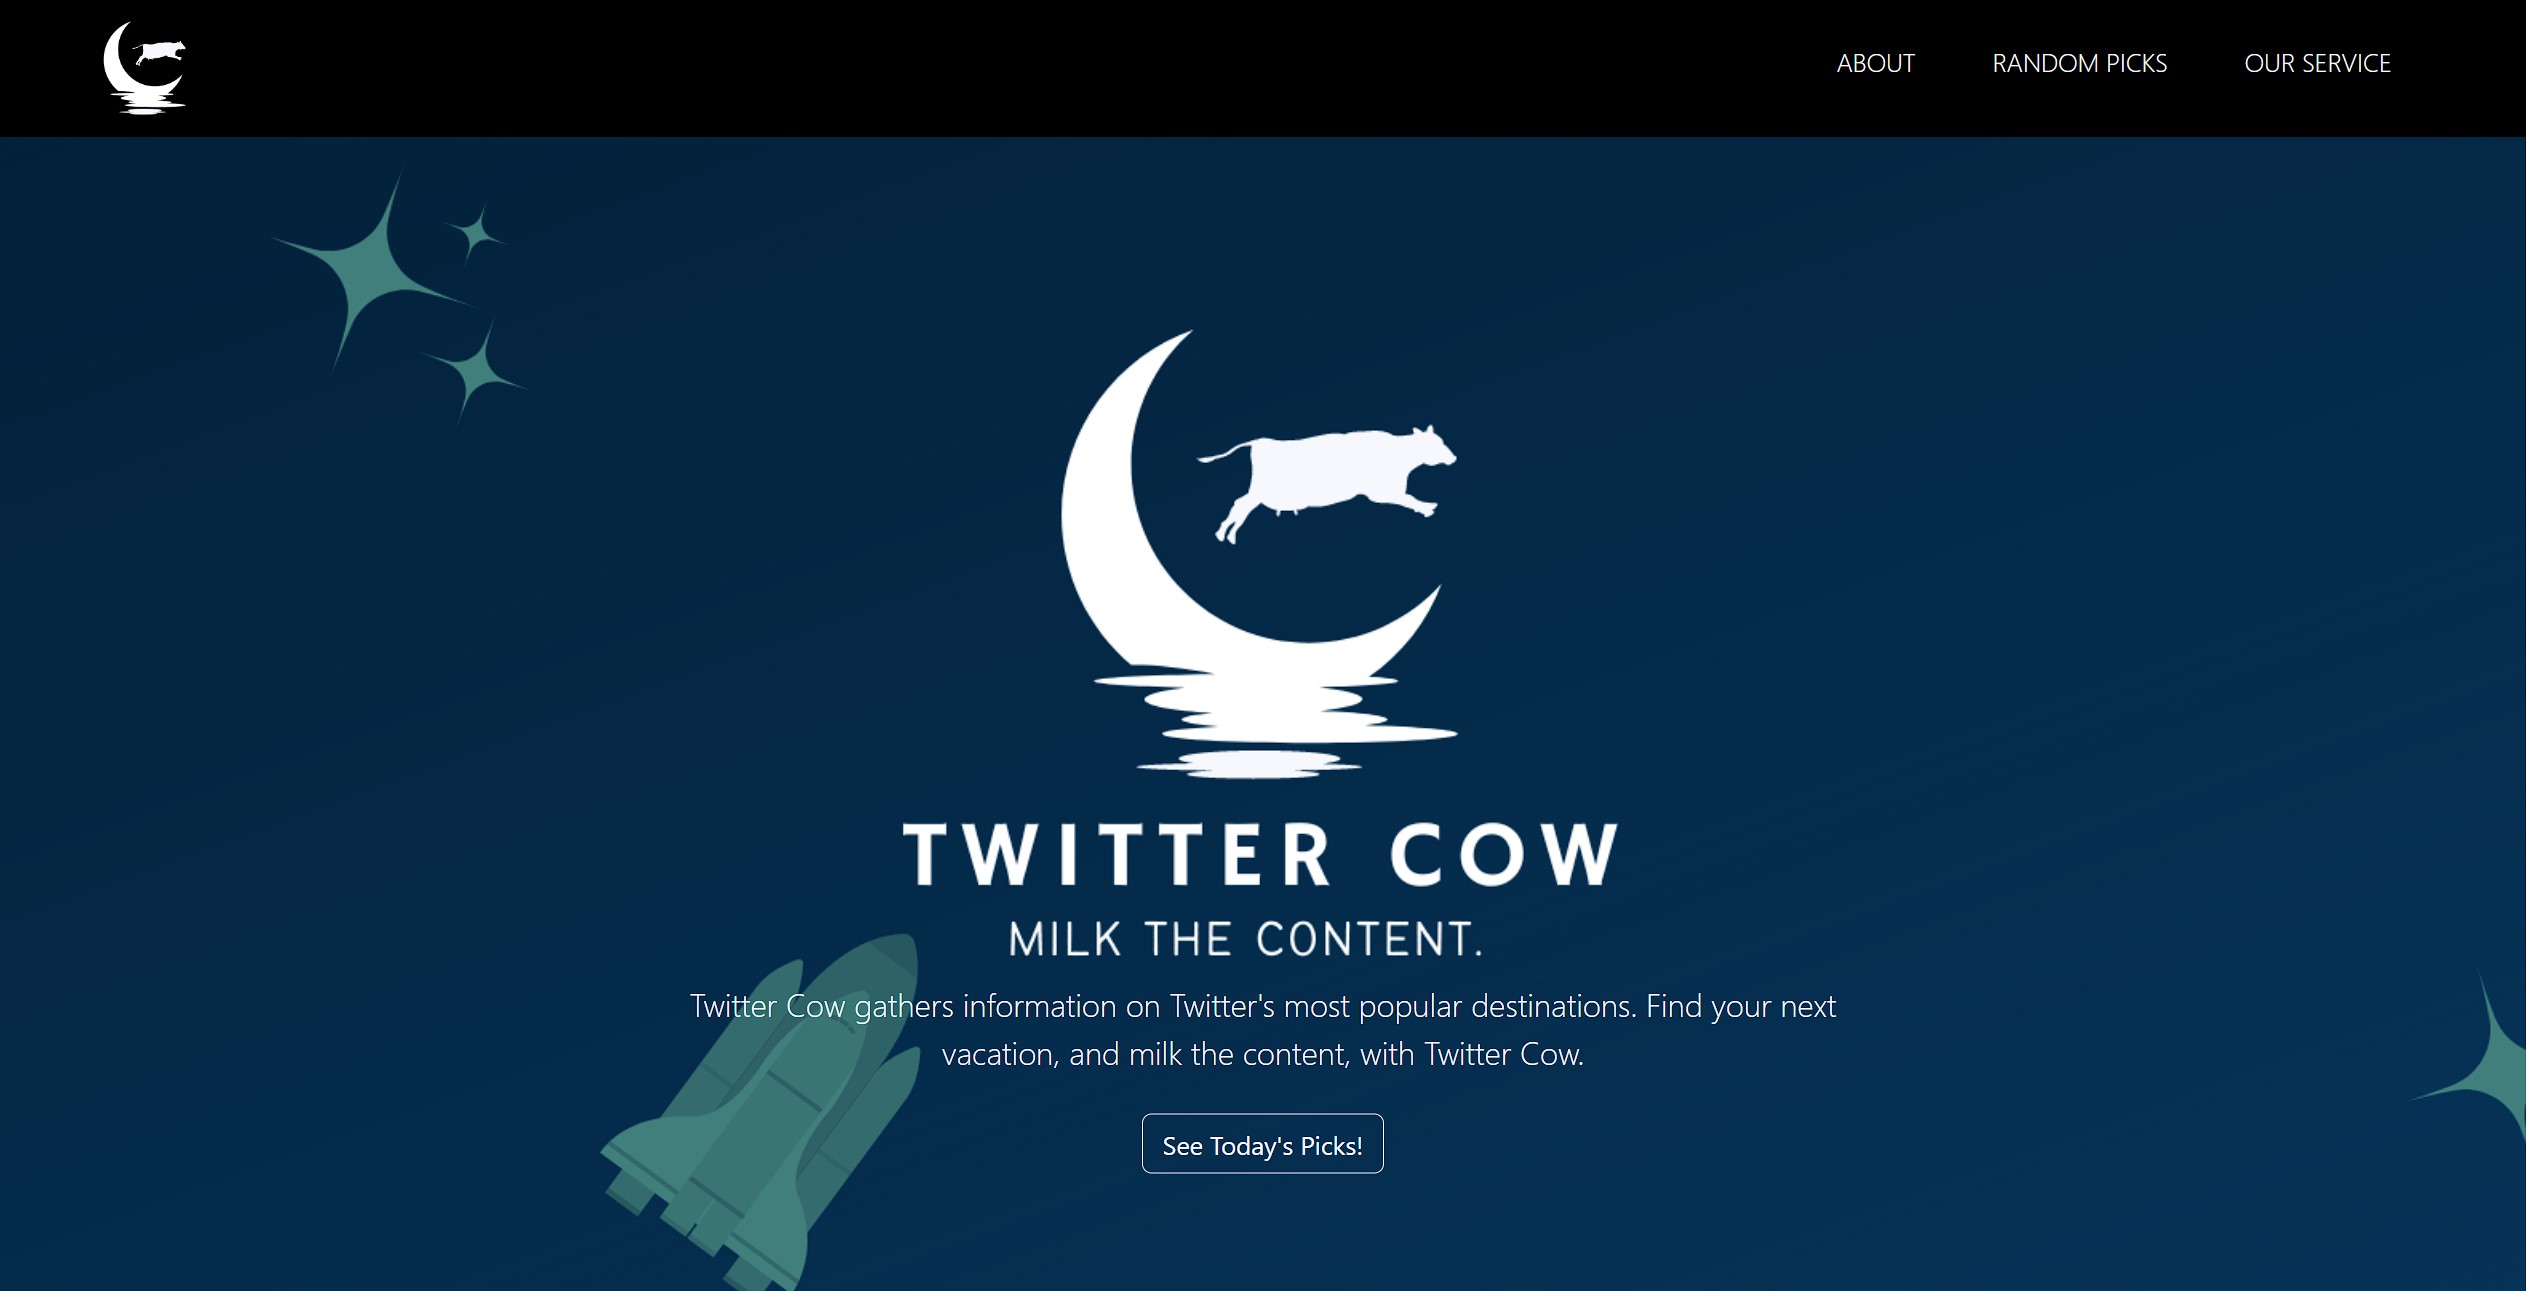 ABOUT
RANDOM PICKS
OUR SERVICE
TWITTER COW
MILK THE CONTENT.
Twitter Cow gathers information on Twitter's most popular destinations. Find your next
vacation, and milk the content, with Twitter Cow.
See Today's Picks!